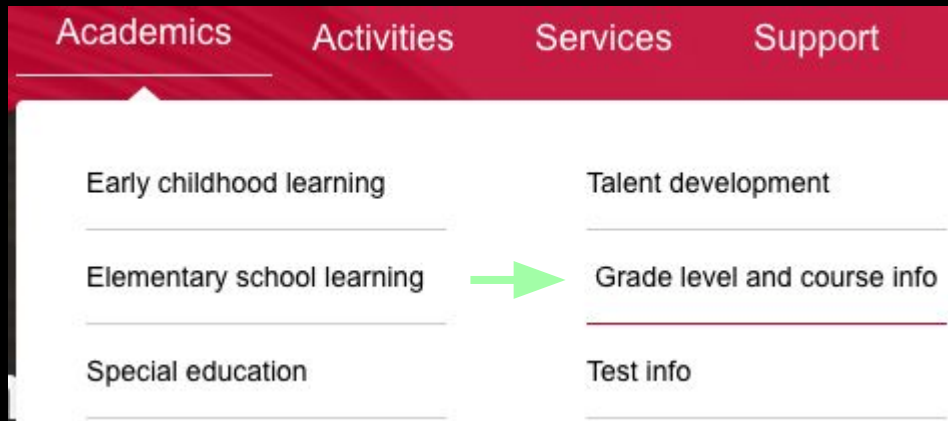 Academics Activities Services Support
Early childhood learning Talent development
Elementary school learning Grade level and course info
Special education Test info